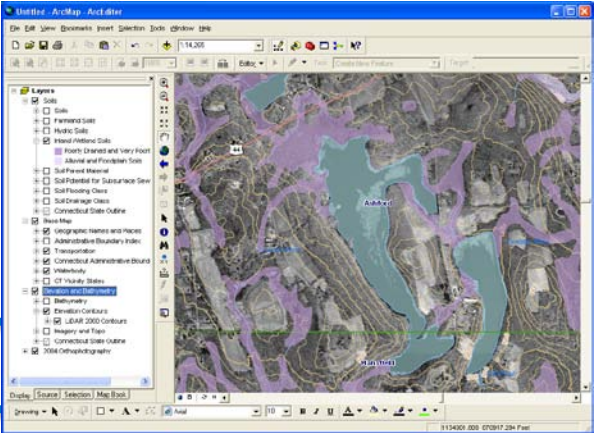 Untitled - ArcMap - ArcEditor
File Edit View Bookmarks Insert Selection Tools Window Help
1:14,265
Editor Task: Create New Feature Target:
Layers
Soils
Soils
Farmland Soils
Hydric Soils
Inland Wetland Soils
Poorly Drained and Very Poorl
Alluvial and Floodplain Soils
Soil Parent Material
Soil Potential for Subsurface Sew
Soil Flooding Class
Soil Drainage Class
Connecticut State Outline
Base Map
Geographic Names and Places
Administrative Boundary Index
Transportation
Connecticut Administrative Bound
Waterbody
CT Vicinity States
Elevation and Bathymetry
Bathymetry
Elevation Contours
LiDAR 2000 Contours
Imagery and Topo
Connecticut State Outline
2004 Orthophotography
44
Ashford
Mansfield
Display Source Selection Map Book
Drawing A Arial 10 B I U A
Feet